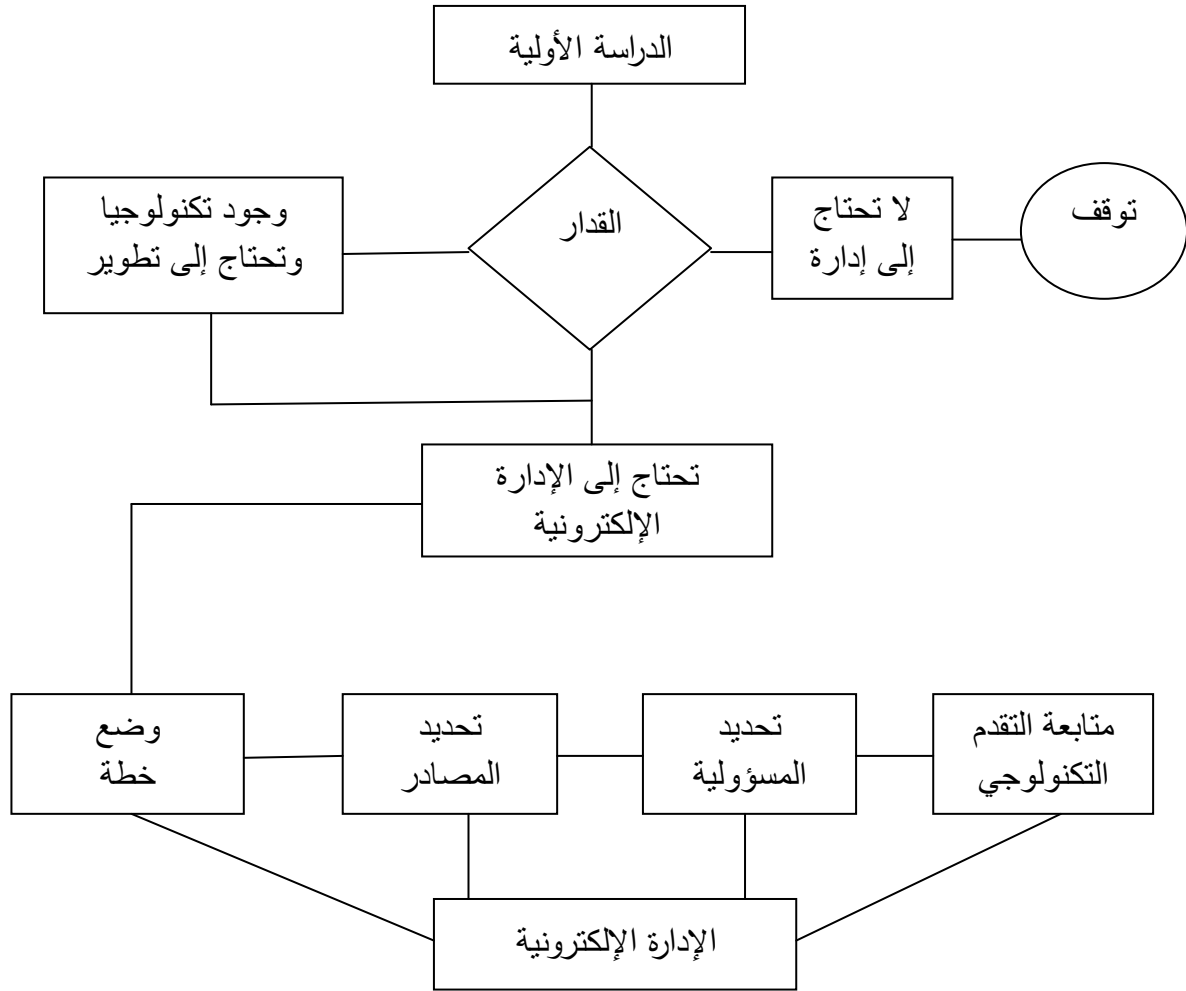 الدراسة الأولية
القدار
توقف
لا تحتاج
إلى إدارة
وجود تكنولوجيا
وتحتاج إلى تطوير
تحتاج إلى الإدارة
الإلكترونية
متابعة التقدم
التكنولوجي
تحديد
المسؤولية
تحديد
المصادر
وضع
خطة
الإدارة الإلكترونية